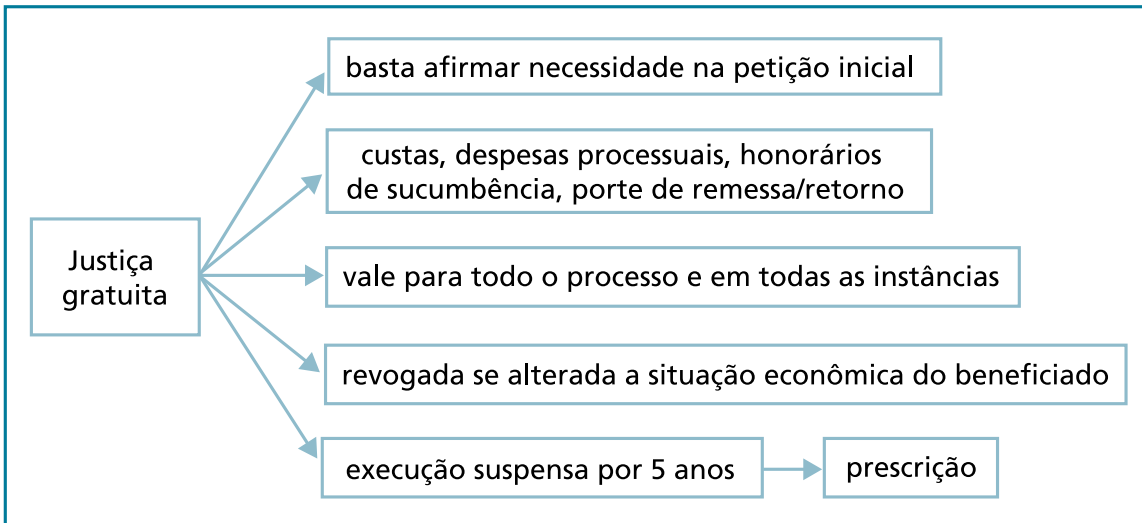 Justiça
gratuita
basta afirmar necessidade na petição inicial
custas, despesas processuais, honorários
de sucumbência, porte de remessa/retorno
vale para todo o processo e em todas as instâncias
revogada se alterada a situação econômica do beneficiado
execução suspensa por 5 anos
prescrição